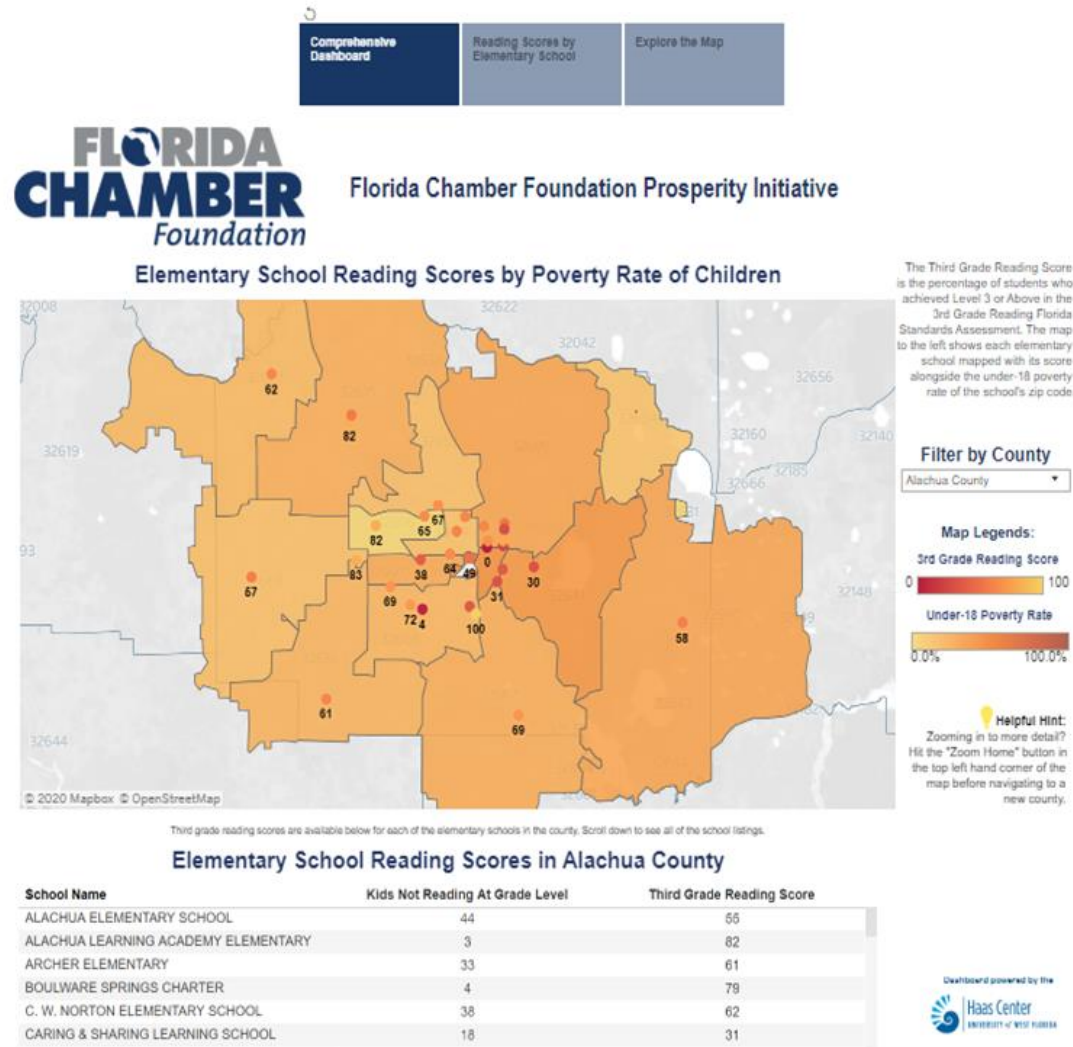 Comprehensive
Dashboard
Reading Scores by
Elementary School
Explore the Map
FLORIDA
CHAMBER
Foundation
Florida Chamber Foundation Prosperity Initiative
Elementary School Reading Scores by Poverty Rate of Children
The Third Grade Reading Score
is the percentage of students who
achieved Level 3 or Above in the
3rd Grade Reading Florida
Standards Assessment. The map
to the left shows each elementary
school mapped with its score
alongside the under-18 poverty
rate of the school's zip code
Filter by County
Alachua County
Map Legends:
3rd Grade Reading Score
0 100
Under-18 Poverty Rate
0.0% 100.0%
Helpful Hint:
Zooming in to more detail?
Hit the "Zoom Home" button in
the top left hand corner of the
map before navigating to a
new county.
32008
32622
32042
32656
62
82
32619
32160
32140
32185
32666
67
65
82
93
83
38
64
49
0
30
57
69
31
32148
72
4
100
58
61
69
32644
© 2020 Mapbox © OpenStreetMap
Third grade reading scores are available below for each of the elementary schools in the county. Scroll down to see all of the school listings.
Elementary School Reading Scores in Alachua County
School Name Kids Not Reading At Grade Level Third Grade Reading Score
ALACHUA ELEMENTARY SCHOOL 44 55
ALACHUA LEARNING ACADEMY ELEMENTARY 3 82
ARCHER ELEMENTARY 33 61
BOULWARE SPRINGS CHARTER 4 79
C. W. NORTON ELEMENTARY SCHOOL 38 62
CARING & SHARING LEARNING SCHOOL 18 31
Dashboard powered by the
Haas Center
UNIVERSITY of WEST FLORIDA